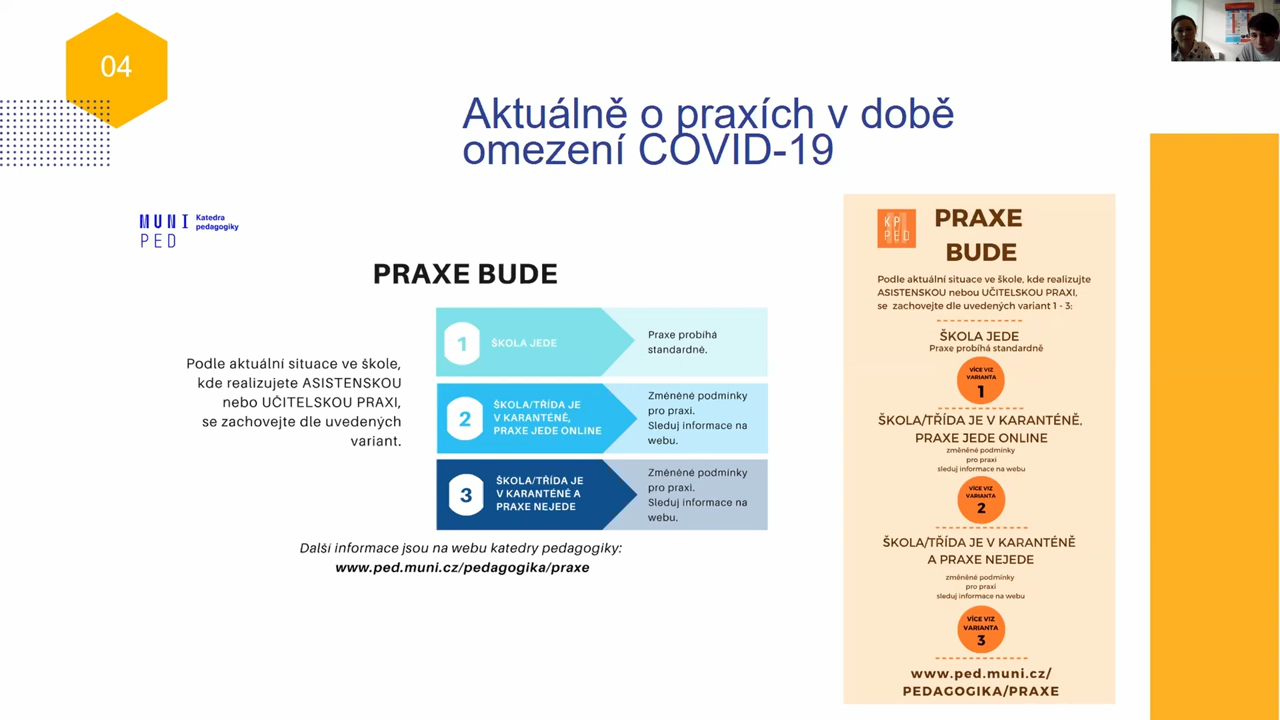 04
Aktuálně o praxích v době
omezení COVID-19
MUNI
PED
Katedra
pedagogiky
PRAXE BUDE
Podle aktuální situace ve škole,
kde realizujete ASISTENSKOU
nebo UČITELSKOU PRAXI,
se zachovejte dle uvedených
variant.
1
ŠKOLA JEDE
Praxe probíhá
standardně.
2
ŠKOLA/TŘÍDA JE
V KARANTÉNĚ,
PRAXE JEDE ONLINE
Změněné podmínky
pro praxi.
Sleduj informace na
webu.
3
ŠKOLA/TŘÍDA JE
V KARANTÉNĚ A
PRAXE NEJEDE
Změněné podmínky
pro praxi.
Sleduj informace na
webu.
Další informace jsou na webu katedry pedagogiky:
www.ped.muni.cz/pedagogika/praxe
KP
PED
PRAXE
BUDE
Podle aktuální situace ve škole, kde realizujete
ASISTENSKOU nebou UČITELSKOU PRAXI,
se zachovejte dle uvedených variant 1 - 3:
ŠKOLA JEDE
Praxe probíhá standardně
VÍCE VIZ
VARIANTA
1
ŠKOLA/TŘÍDA JE V KARANTÉNĚ,
PRAXE JEDE ONLINE
změněné podmínky
pro praxi
sleduj informace na webu
VÍCE VIZ
VARIANTA
2
ŠKOLA/TŘÍDA JE V KARANTÉNĚ
A PRAXE NEJEDE
změněné podmínky
pro praxi
sleduj informace na webu
VÍCE VIZ
VARIANTA
3
www.ped.muni.cz/
PEDAGOGIKA/PRAXE